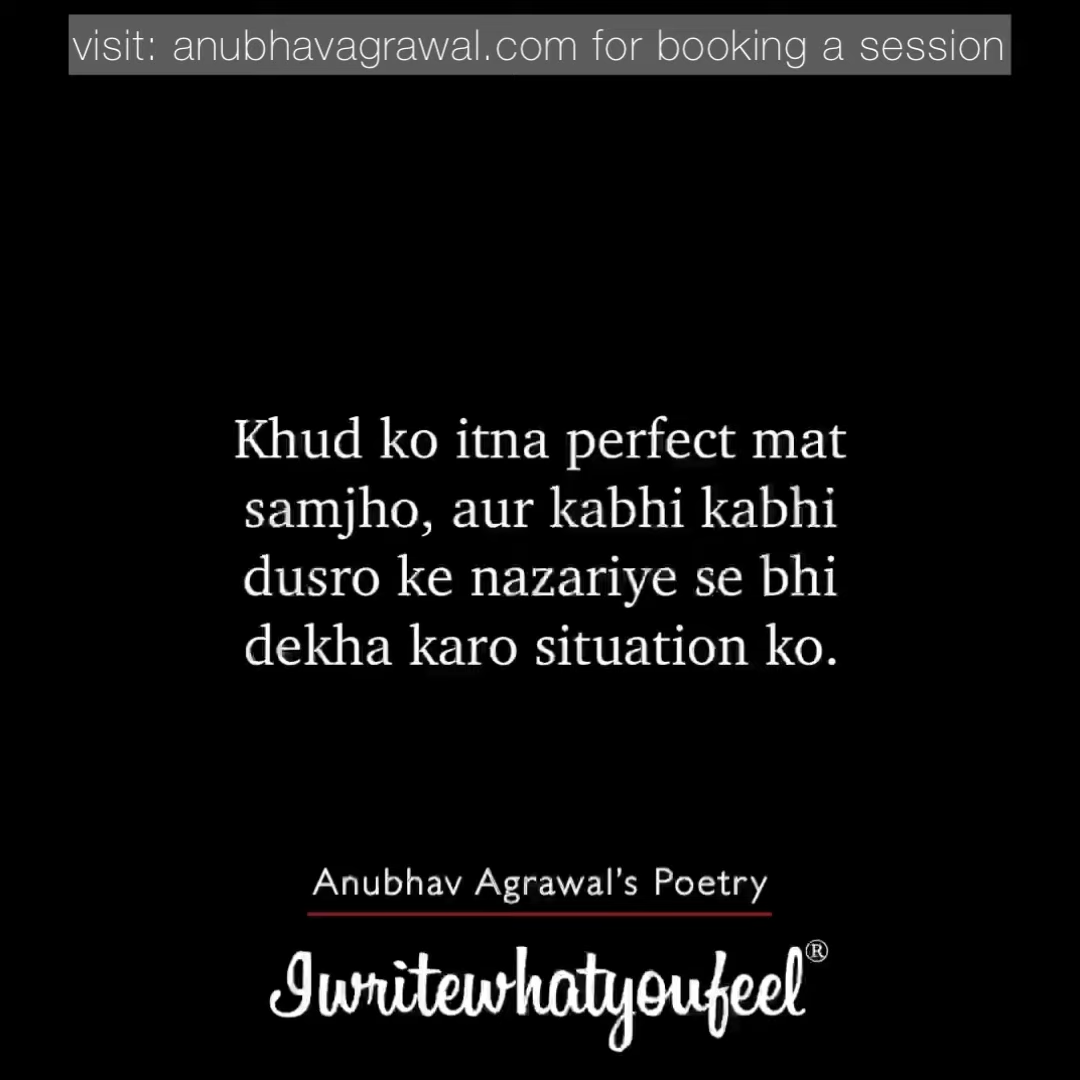 visit: anubhavagrawal.com for booking a session
Khud ko itna perfect mat
samjho, aur kabhi kabhi
dusro ke nazariye se bhi
dekha karo situation ko.
Anubhav Agrawal's Poetry
Iwritewhatyoufeel®